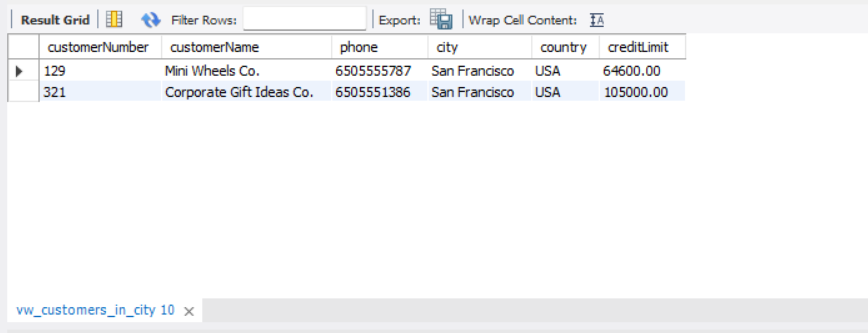 Result Grid Filter Rows: Export: Wrap Cell Content: IA
customerNumber customerName phone city country creditLimit
129 Mini Wheels Co. 6505555787 San Francisco USA 64600.00
321 Corporate Gift Ideas Co. 6505551386 San Francisco USA 105000.00
vw_customers_in_city 10 ×